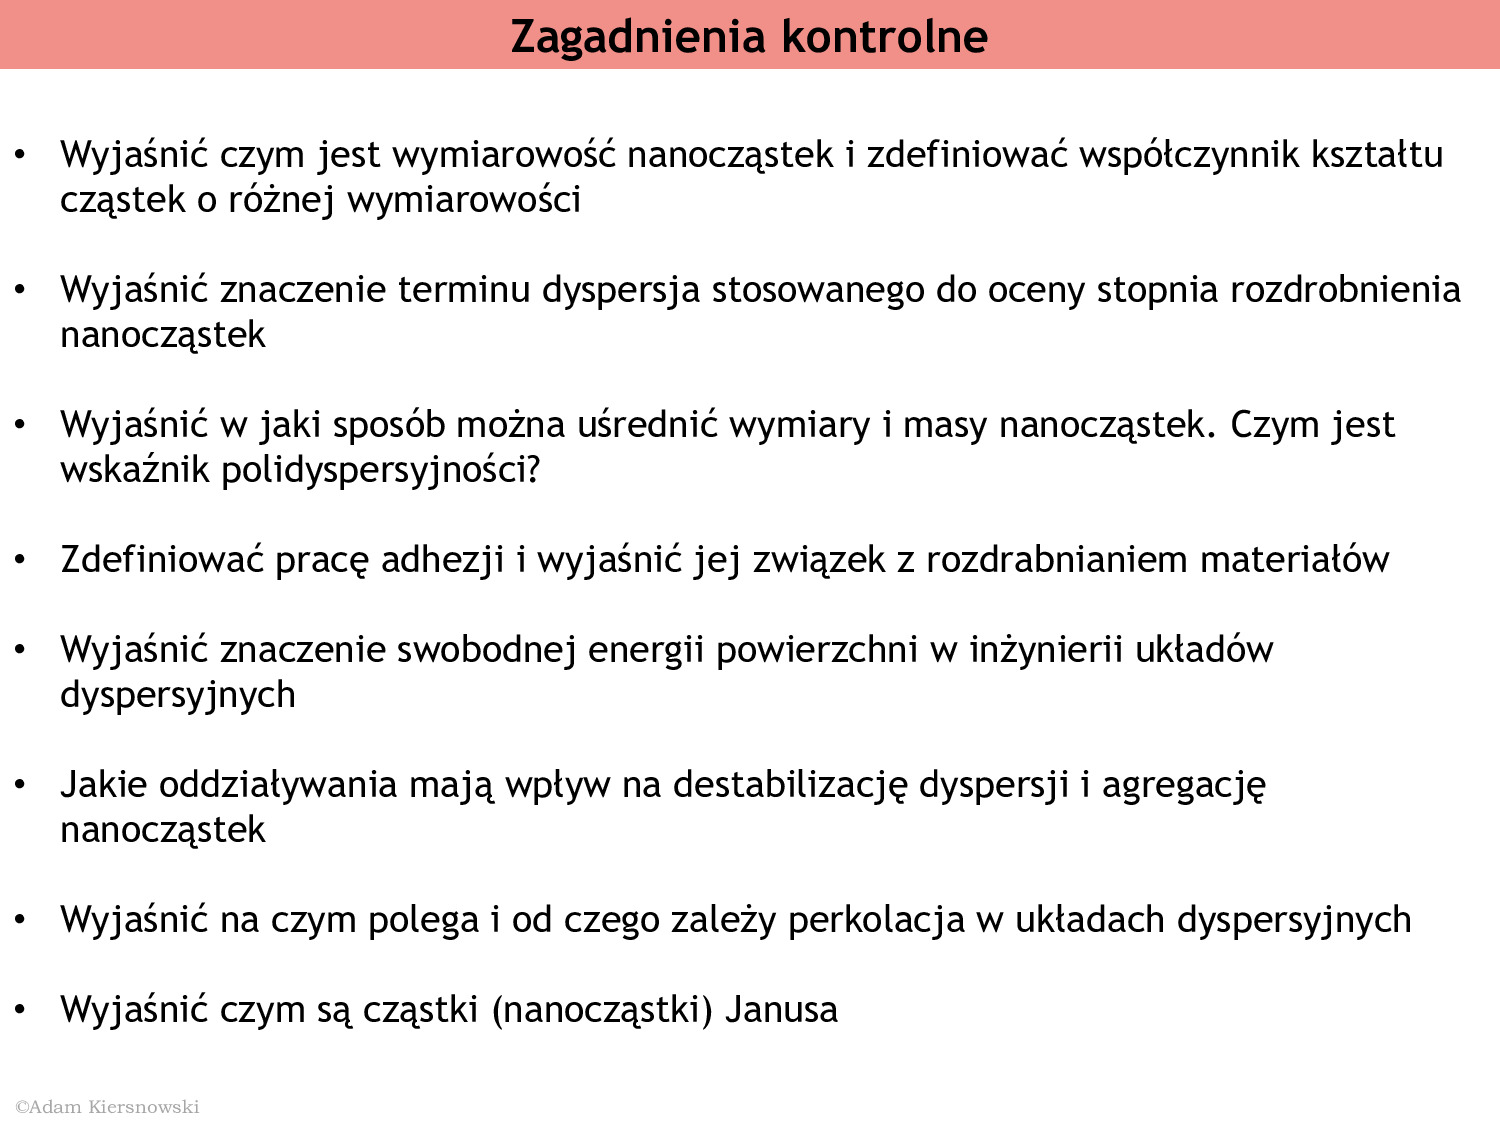 Zagadnienia kontrolne
• Wyjaśnić czym jest wymiarowość nanocząstek i zdefiniować współczynnik kształtu
cząstek o różnej wymiarowości
• Wyjaśnić znaczenie terminu dyspersja stosowanego do oceny stopnia rozdrobnienia
nanocząstek
• Wyjaśnić w jaki sposób można uśrednić wymiary i masy nanocząstek. Czym jest
wskaźnik polidyspersyjności?
• Zdefiniować pracę adhezji i wyjaśnić jej związek z rozdrabnianiem materiałów
• Wyjaśnić znaczenie swobodnej energii powierzchni w inżynierii układów
dyspersyjnych
• Jakie oddziaływania mają wpływ na destabilizację dyspersji i agregację
nanocząstek
• Wyjaśnić na czym polega i od czego zależy perkolacja w układach dyspersyjnych
• Wyjaśnić czym są cząstki (nanocząstki) Janusa
©Adam Kiersnowski